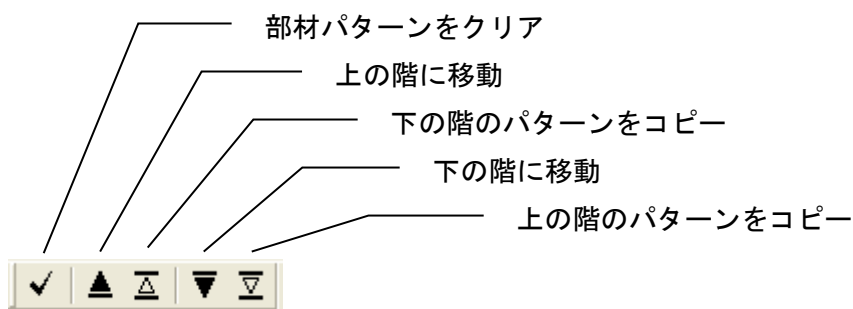 部材パターンをクリア
上の階に移動
下の階のパターンをコピー
下の階に移動
上の階のパターンをコピー